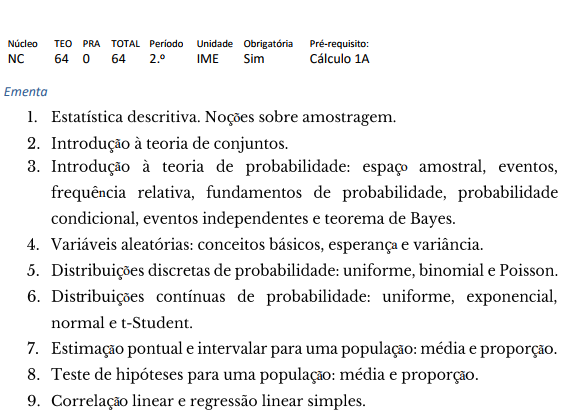 Núcleo TEO PRA TOTAL Período Unidade Obrigatória Pré-requisito:
NC 64 0 64 2.º IME Sim Cálculo 1A
Ementa
1. Estatística descritiva. Noções sobre amostragem.
2. Introdução à teoria de conjuntos.
3. Introdução à teoria de probabilidade: espaço amostral, eventos,
frequência relativa, fundamentos de probabilidade, probabilidade
condicional, eventos independentes e teorema de Bayes.
4. Variáveis aleatórias: conceitos básicos, esperança e variância.
5. Distribuições discretas de probabilidade: uniforme, binomial e Poisson.
6. Distribuições contínuas de probabilidade: uniforme, exponencial,
normal e t-Student.
7. Estimação pontual e intervalar para uma população: média e proporção.
8. Teste de hipóteses para uma população: média e proporção.
9. Correlação linear e regressão linear simples.